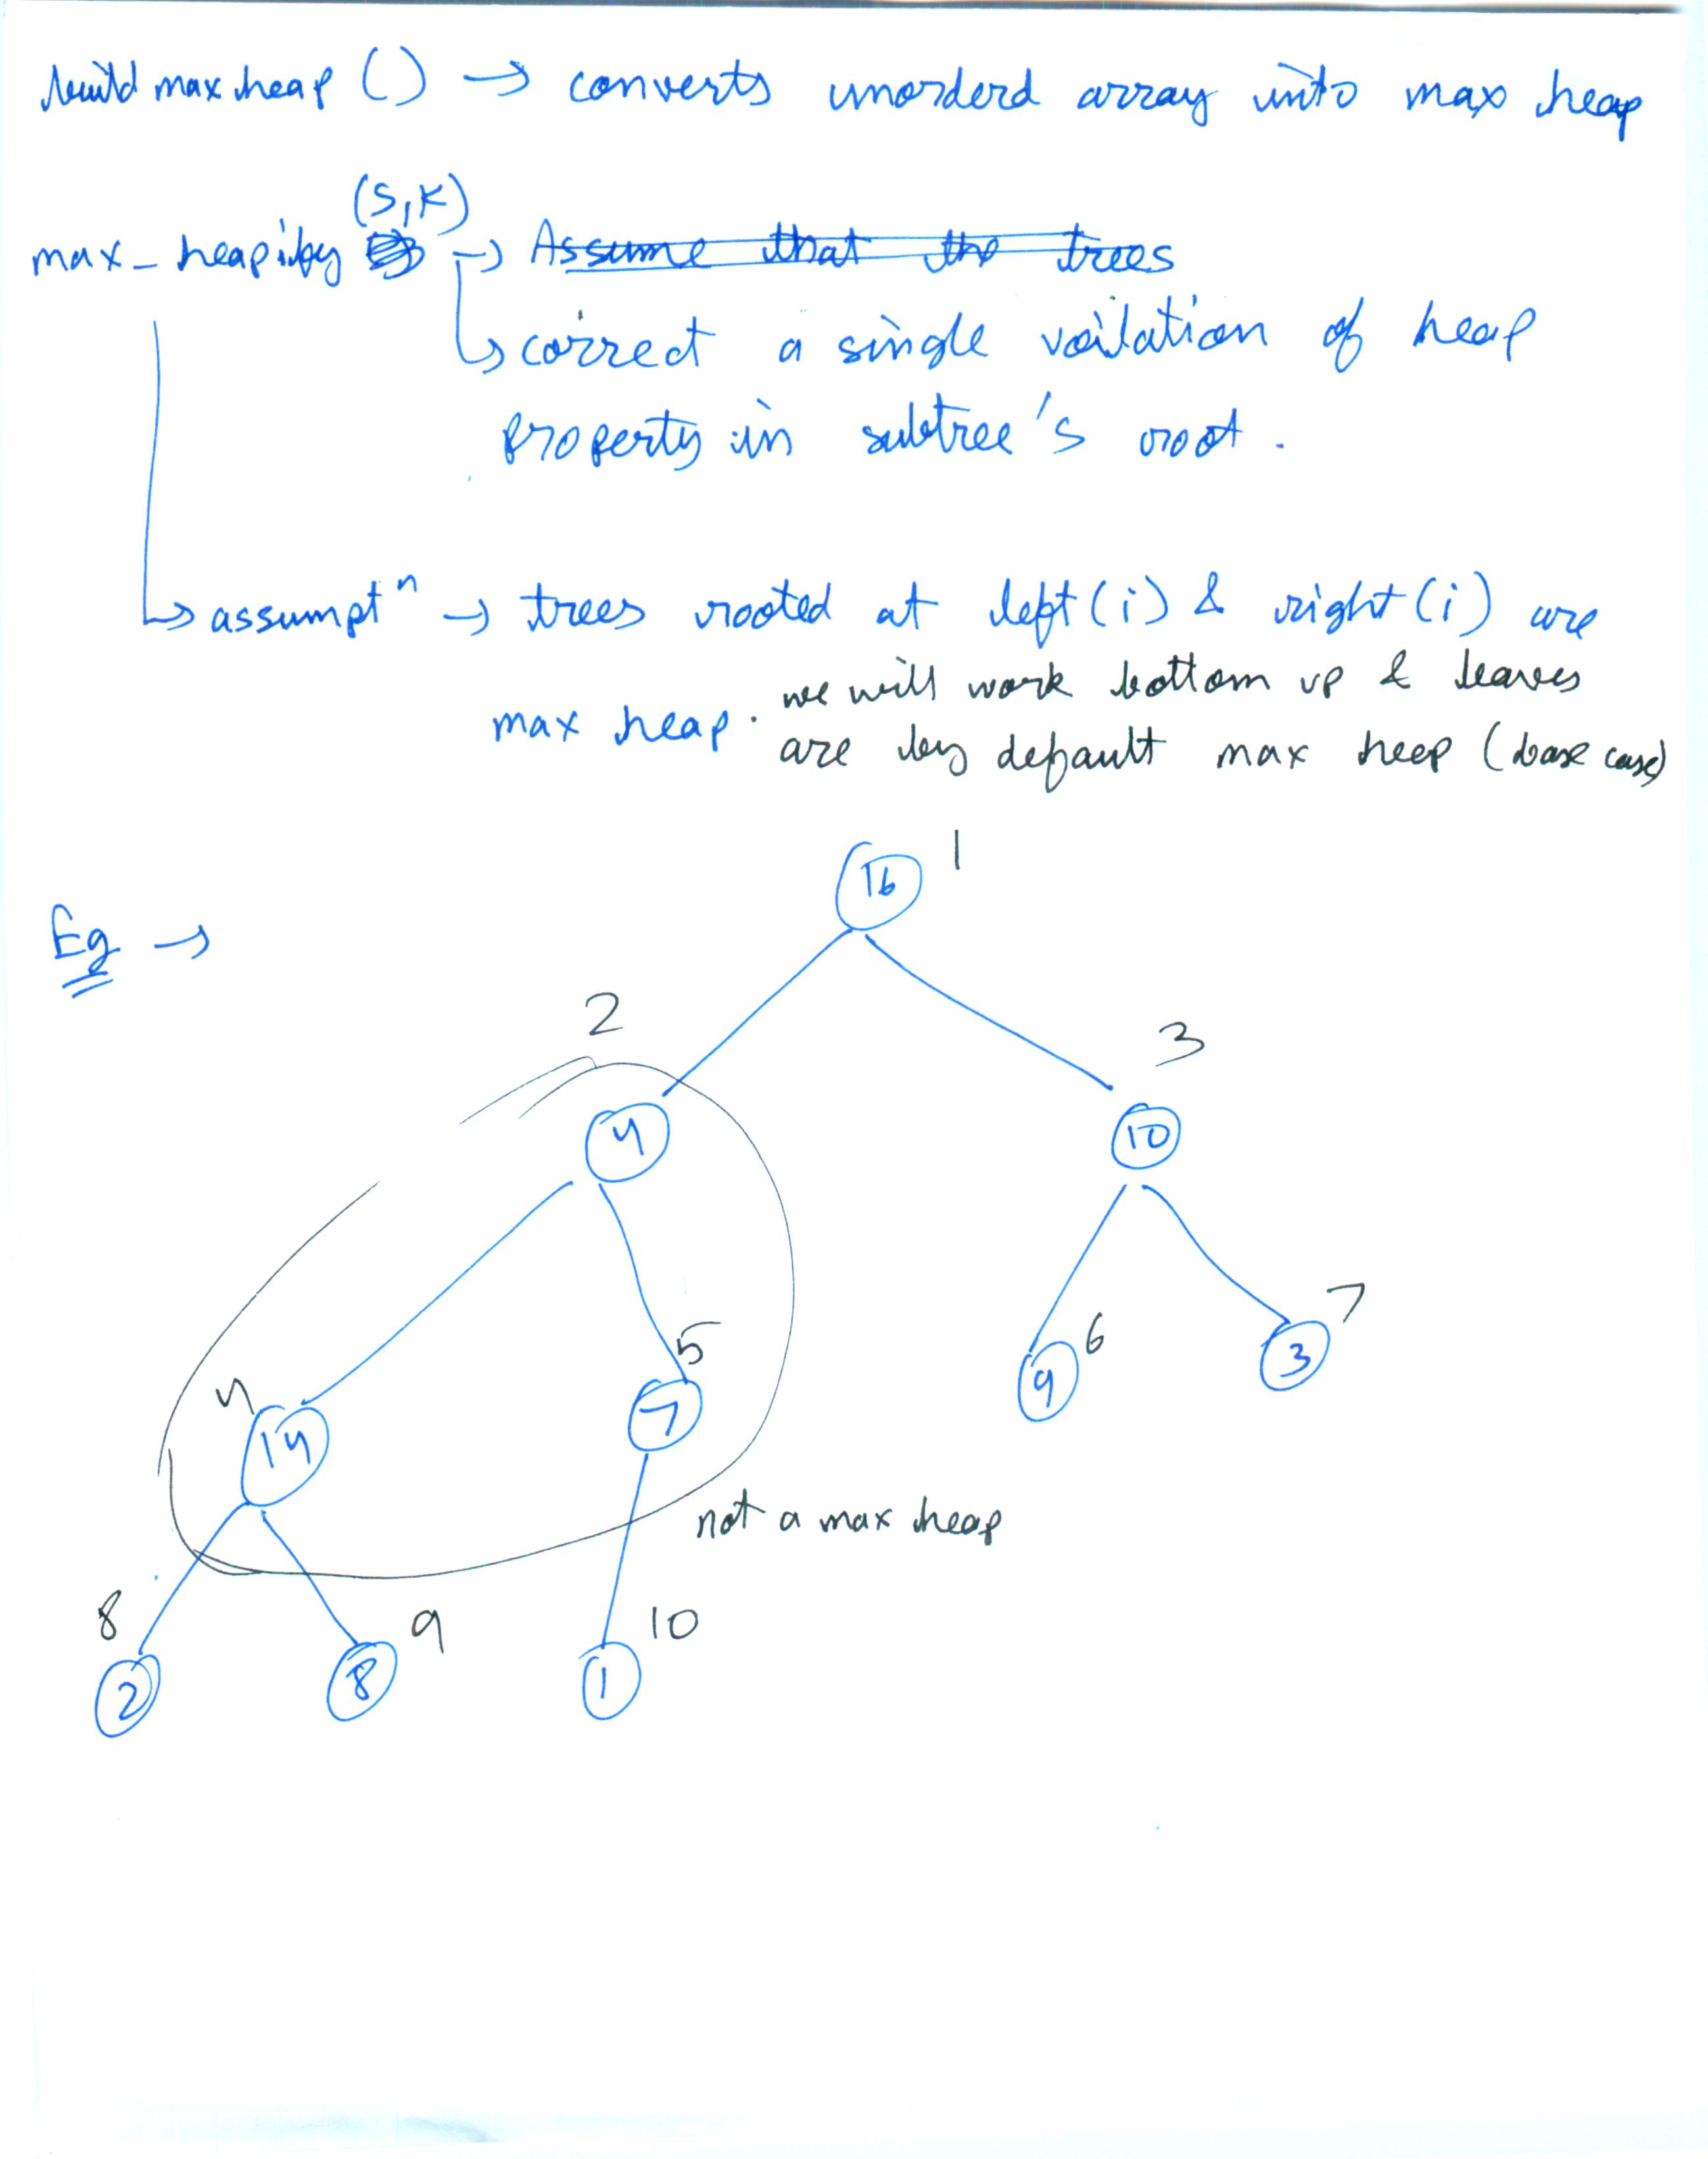 build max heap () → converts unorderd array into max heap
(S,K)
max_heapify → Assume that the trees
↳ correct a single voilation of heap
property in subtree's root.
↳ assumptⁿ → trees rooted at left(i) & right(i) are
max heap. we will work bottom up & leaves
are by default max heep (base case)
16 1
Eg →
2
3
4
10
7
5
6
4
14
7
9
3
not a max heap
8
9
10
2
8
1